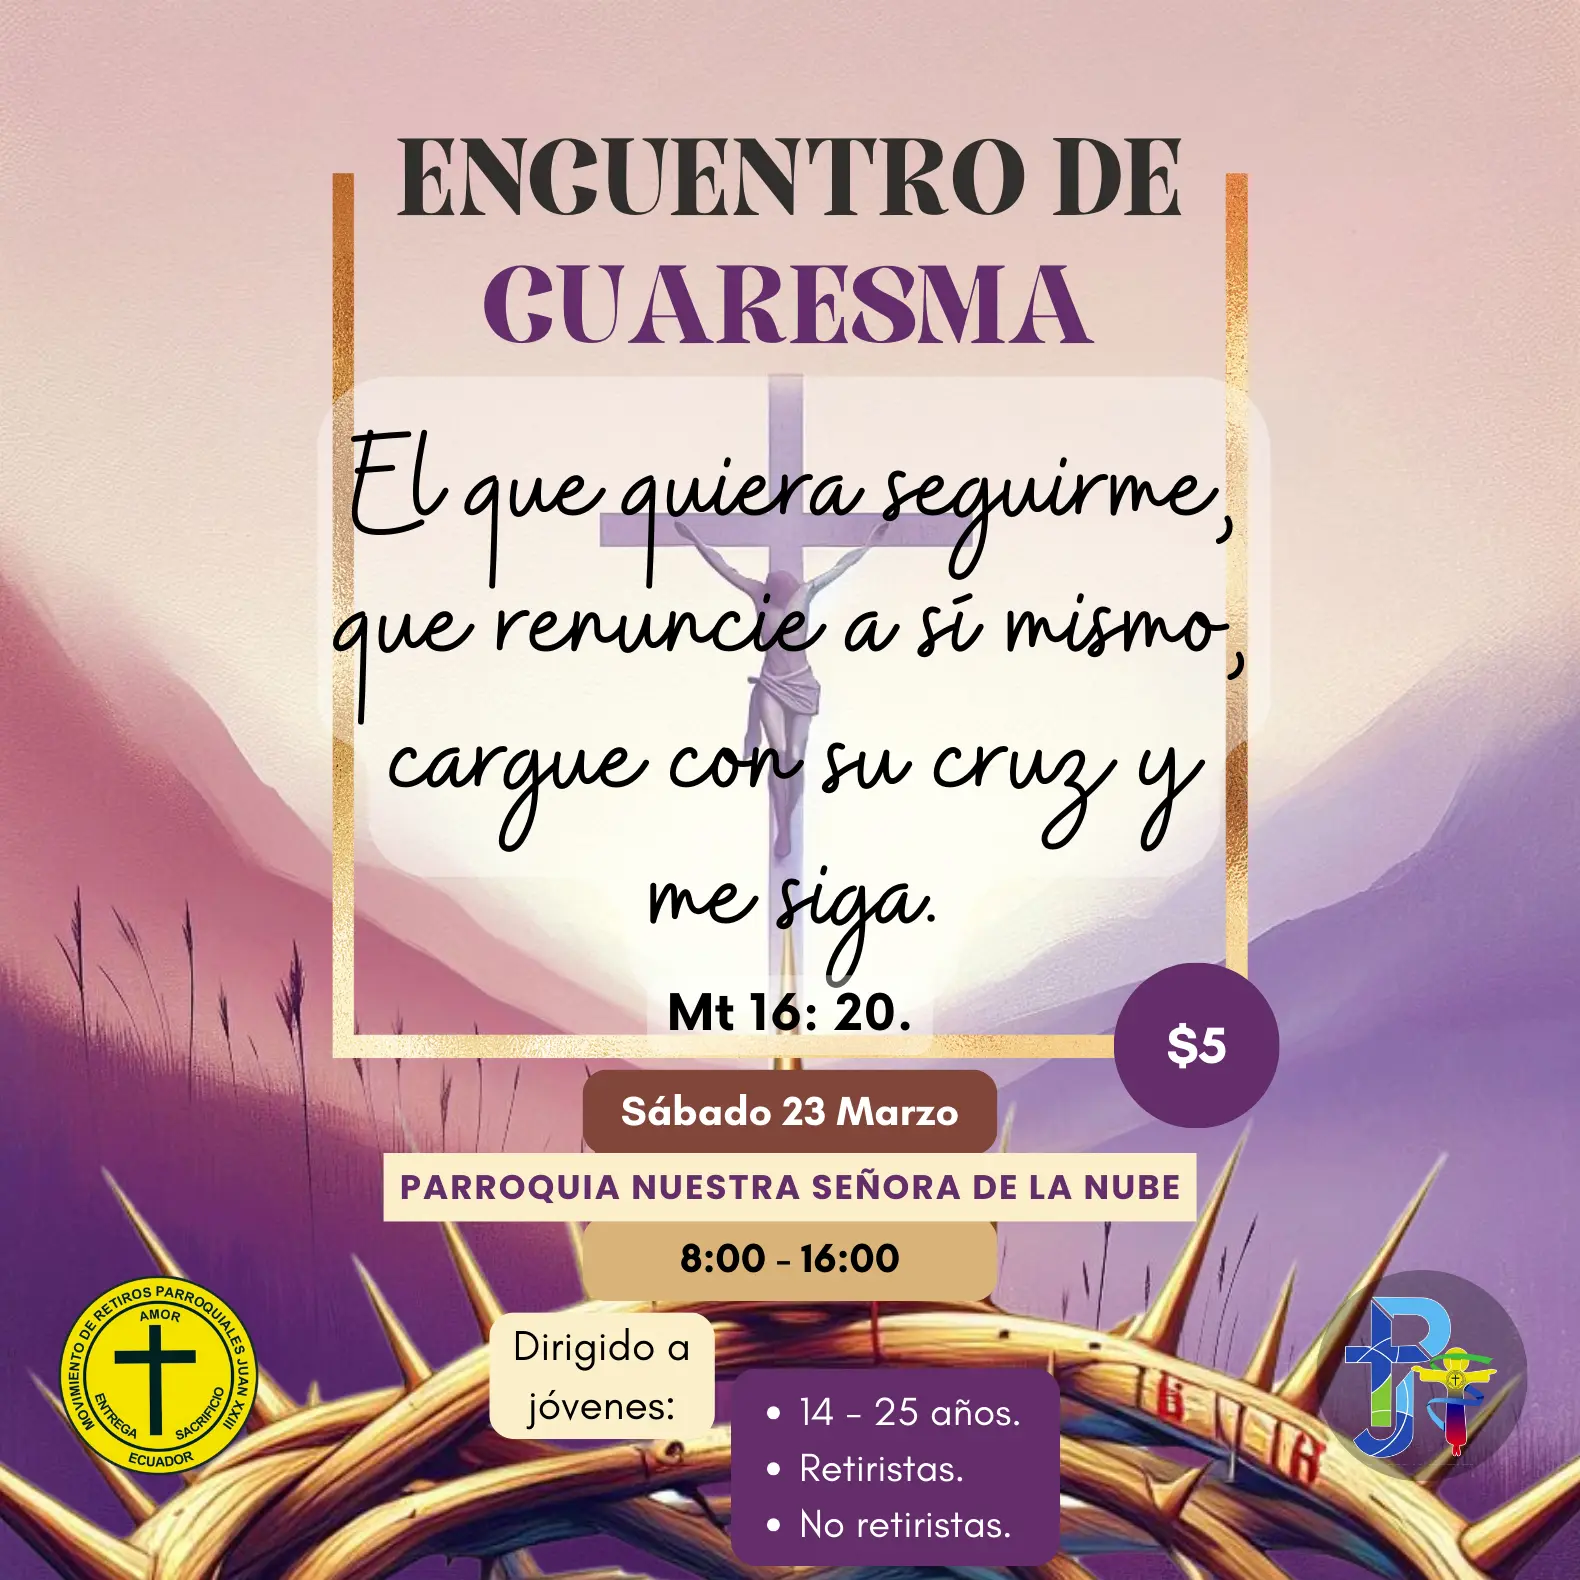 ENCUENTRO DE
CUARESMA
El que quiera seguirme,
que renuncie a sí mismo,
cargue con su cruz y
me siga.
Mt 16: 20.
$5
Sábado 23 Marzo
PARROQUIA NUESTRA SEÑORA DE LA NUBE
8:00 - 16:00
Dirigido a
jóvenes:
• 14 - 25 años.
• Retiristas.
• No retiristas.
MOVIMIENTO DE RETIROS PARROQUIALES JUAN XXIII
AMOR
ENTREGA
SACRIFICIO
ECUADOR